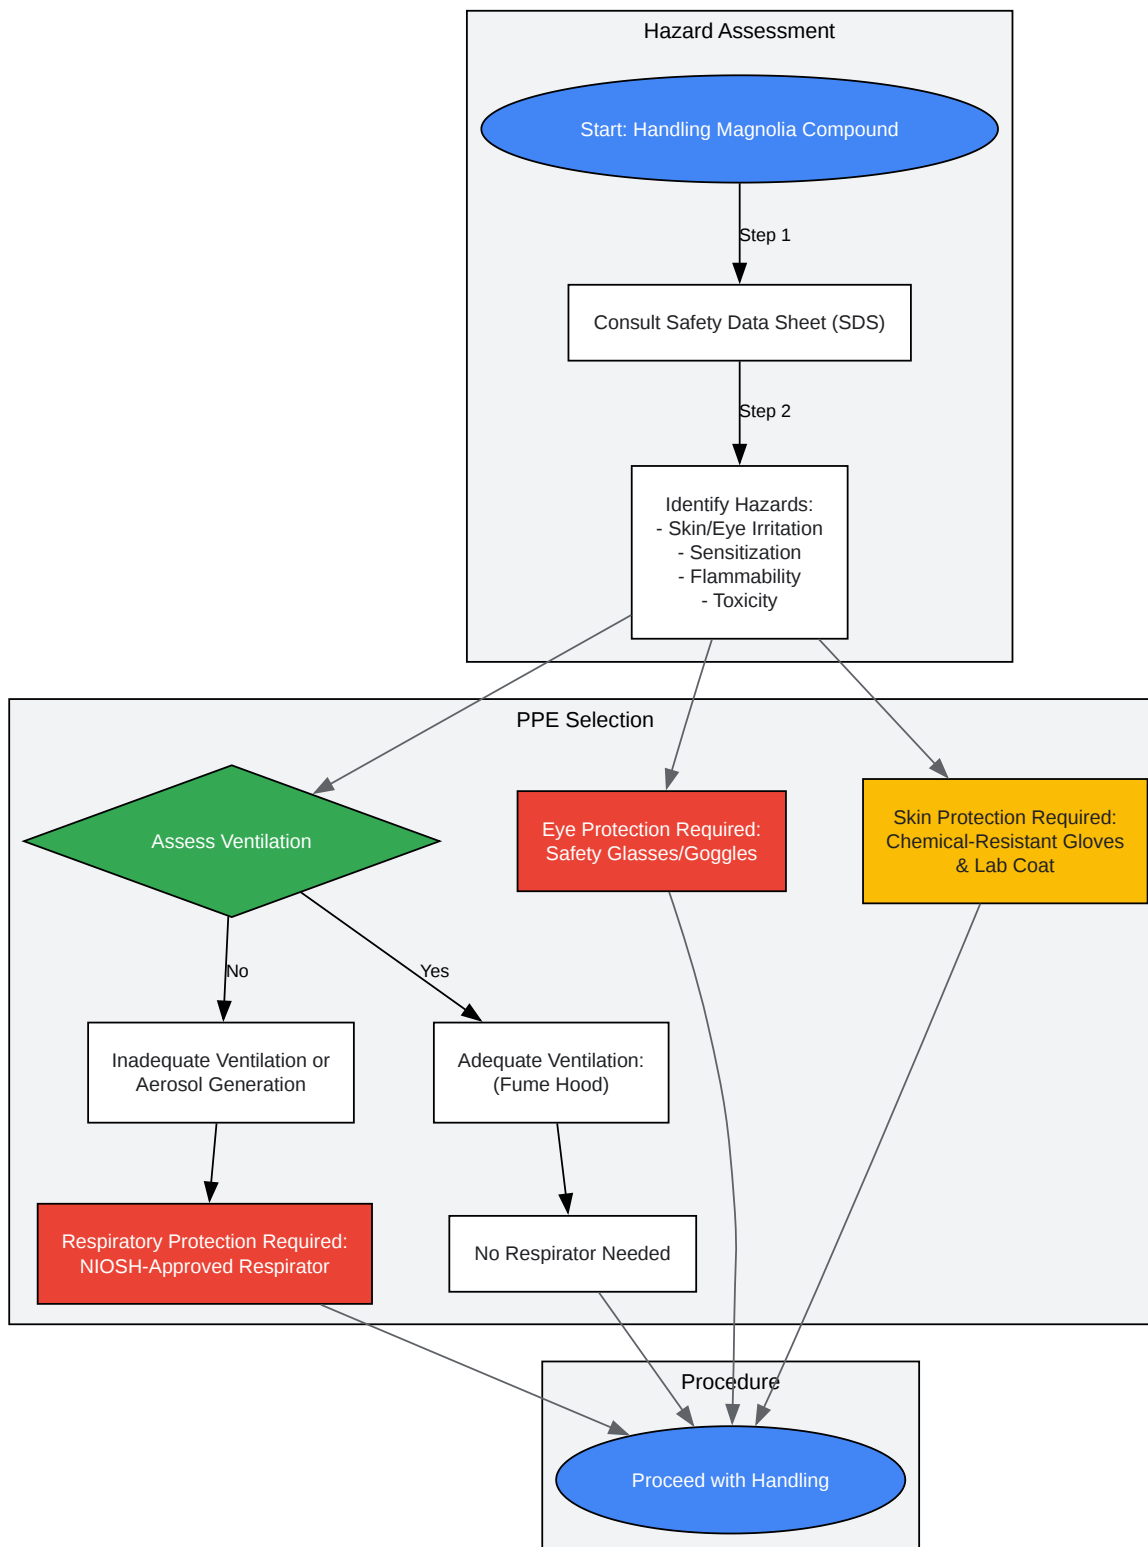 Hazard Assessment
Start: Handling Magnolia Compound
Step 1
Consult Safety Data Sheet (SDS)
Step 2
Identify Hazards:
- Skin/Eye Irritation
- Sensitization
- Flammability
- Toxicity
PPE Selection
Assess Ventilation
Eye Protection Required:
Safety Glasses/Goggles
Skin Protection Required:
Chemical-Resistant Gloves
& Lab Coat
No
Yes
Inadequate Ventilation or
Aerosol Generation
Adequate Ventilation:
(Fume Hood)
Respiratory Protection Required:
NIOSH-Approved Respirator
No Respirator Needed
Procedure
Proceed with Handling